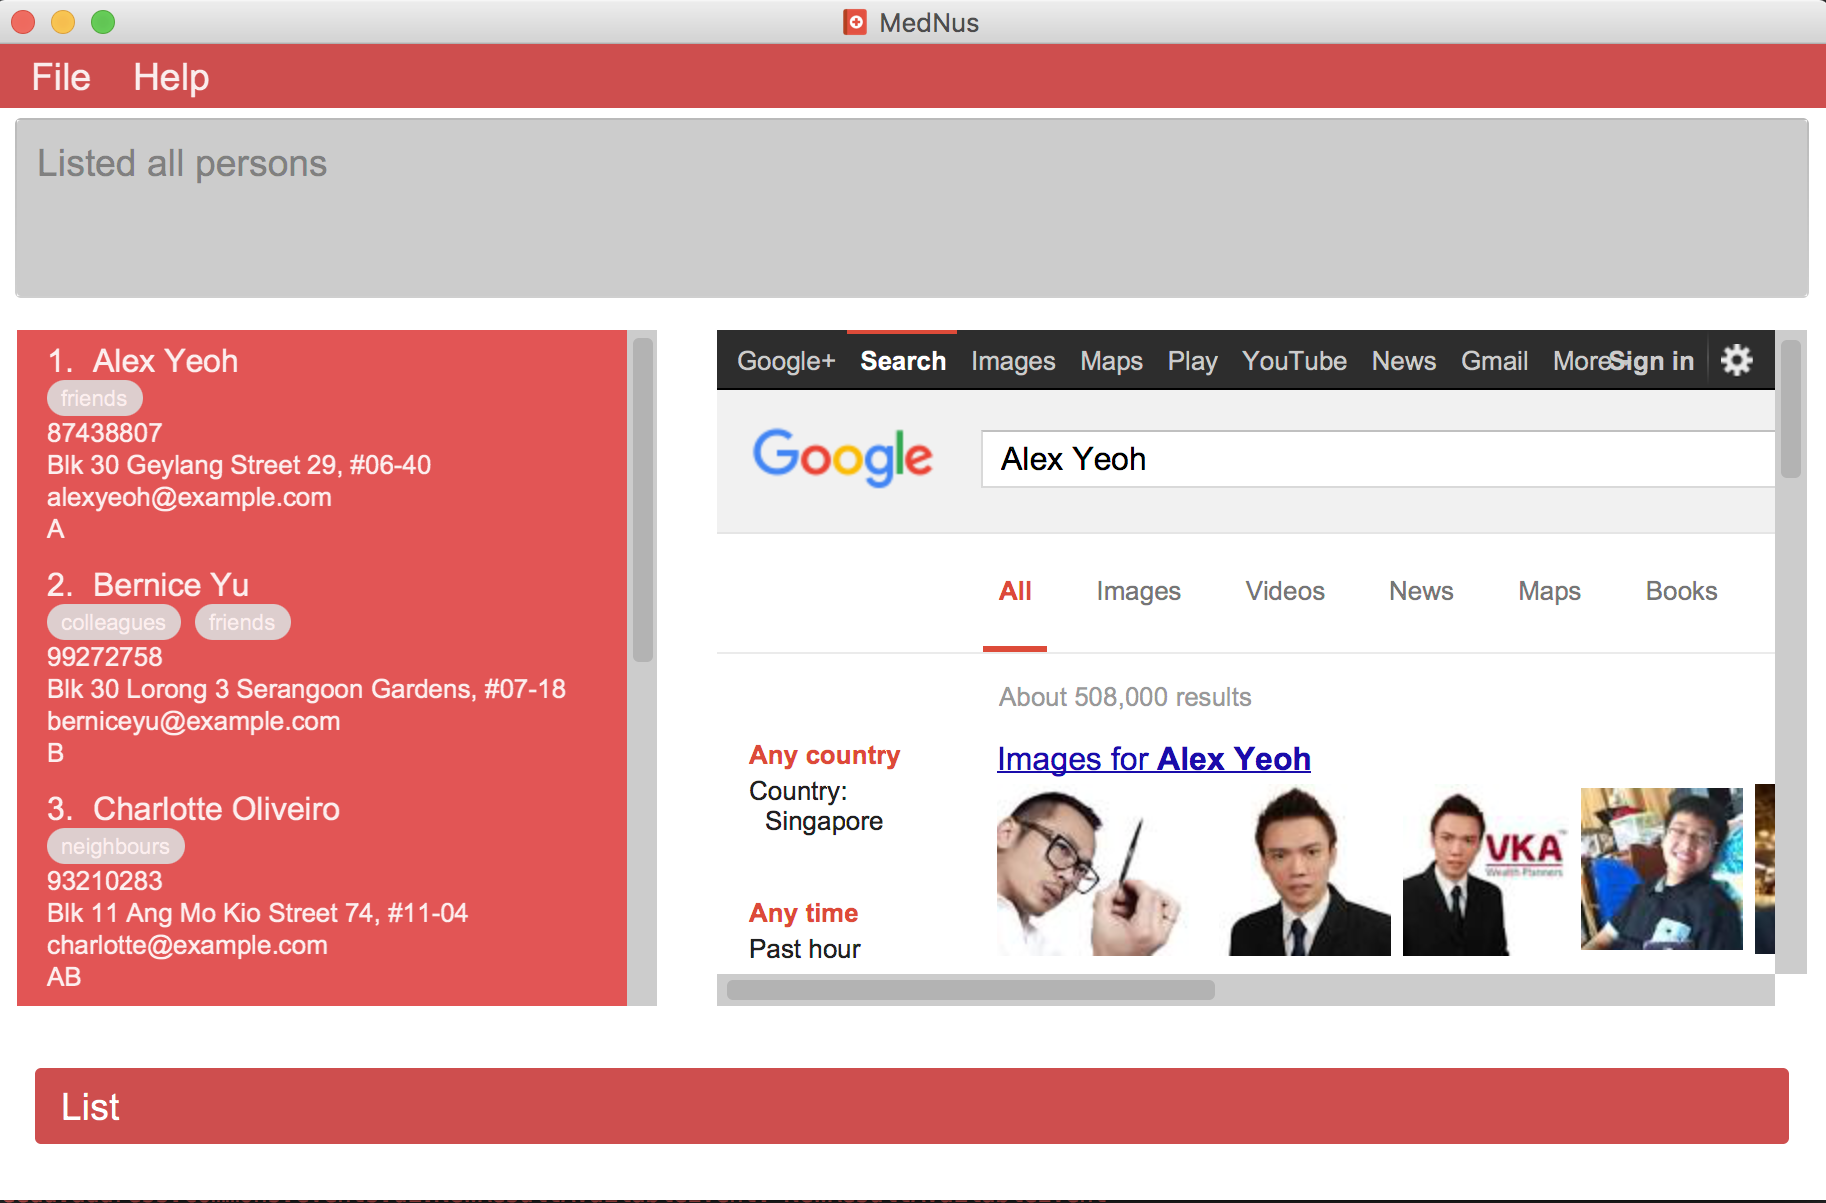 MedNus
File Help
Listed all persons
1. Alex Yeoh
friends
87438807
Blk 30 Geylang Street 29, #06-40
alexyeoh@example.com
A
2. Bernice Yu
colleagues friends
99272758
Blk 30 Lorong 3 Serangoon Gardens, #07-18
berniceyu@example.com
B
3. Charlotte Oliveiro
neighbours
93210283
Blk 11 Ang Mo Kio Street 74, #11-04
charlotte@example.com
AB
Google+ Search Images Maps Play YouTube News Gmail More Sign in
Google
Alex Yeoh
All Images Videos News Maps Books
About 508,000 results
Any country
Country:
Singapore
Any time
Past hour
Images for Alex Yeoh
VKA
Wealth Planners
List